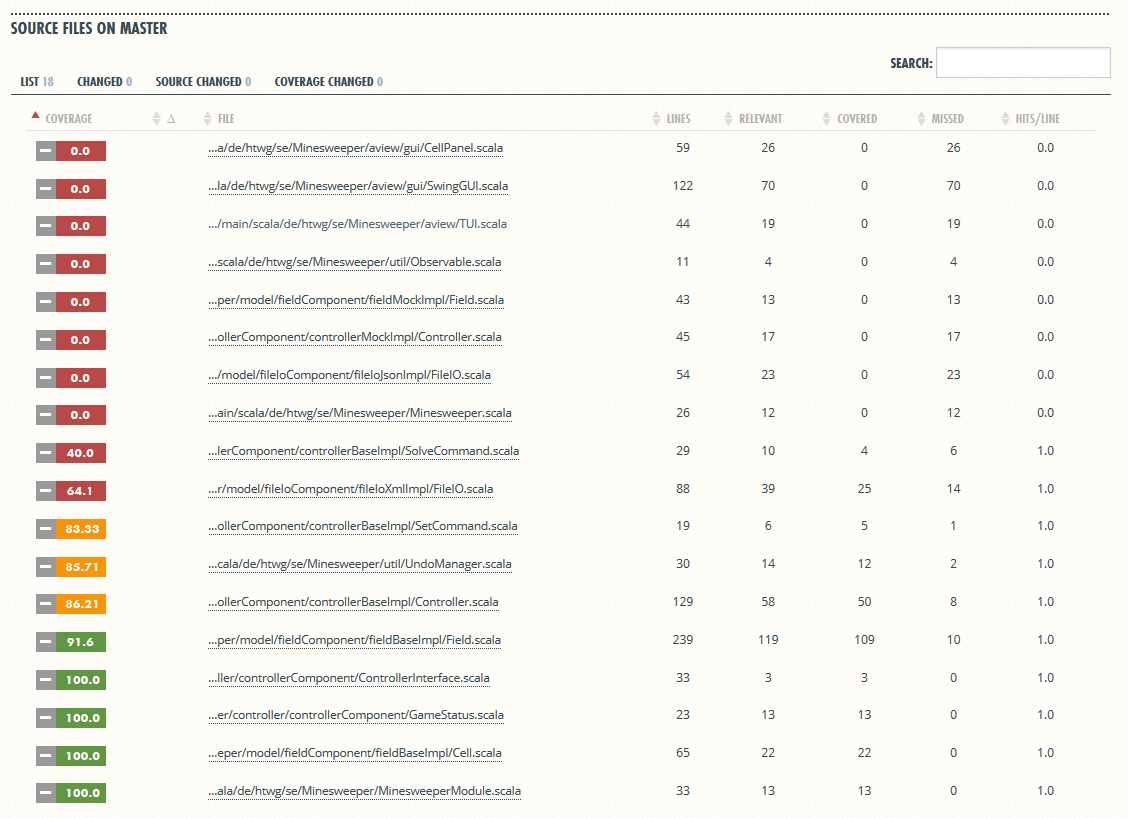 SOURCE FILES ON MASTER
SEARCH:
LIST 18 CHANGED 0 SOURCE CHANGED 0 COVERAGE CHANGED 0
COVERAGE Δ FILE LINES RELEVANT COVERED MISSED HITS/LINE
0.0 ...a/de/htwg/se/Minesweeper/aview/gui/CellPanel.scala 59 26 0 26 0.0
0.0 ...la/de/htwg/se/Minesweeper/aview/gui/SwingGUI.scala 122 70 0 70 0.0
0.0 .../main/scala/de/htwg/se/Minesweeper/aview/TUI.scala 44 19 0 19 0.0
0.0 ...scala/de/htwg/se/Minesweeper/util/Observable.scala 11 4 0 4 0.0
0.0 ...per/model/fieldComponent/fieldMockImpl/Field.scala 43 13 0 13 0.0
0.0 ...ollerComponent/controllerMockImpl/Controller.scala 45 17 0 17 0.0
0.0 .../model/fileIoComponent/fileIoJsonImpl/FileIO.scala 54 23 0 23 0.0
0.0 ...ain/scala/de/htwg/se/Minesweeper/Minesweeper.scala 26 12 0 12 0.0
40.0 ...lerComponent/controllerBaseImpl/SolveCommand.scala 29 10 4 6 1.0
64.1 ...r/model/fileIoComponent/fileIoXmlImpl/FileIO.scala 88 39 25 14 1.0
83.33 ...ollerComponent/controllerBaseImpl/SetCommand.scala 19 6 5 1 1.0
85.71 ...cala/de/htwg/se/Minesweeper/util/UndoManager.scala 30 14 12 2 1.0
86.21 ...ollerComponent/controllerBaseImpl/Controller.scala 129 58 50 8 1.0
91.6 ...per/model/fieldComponent/fieldBaseImpl/Field.scala 239 119 109 10 1.0
100.0 ...ller/controllerComponent/ControllerInterface.scala 33 3 3 0 1.0
100.0 ...er/controller/controllerComponent/GameStatus.scala 23 13 13 0 1.0
100.0 ...eper/model/fieldComponent/fieldBaseImpl/Cell.scala 65 22 22 0 1.0
100.0 ...ala/de/htwg/se/Minesweeper/MinesweeperModule.scala 33 13 13 0 1.0